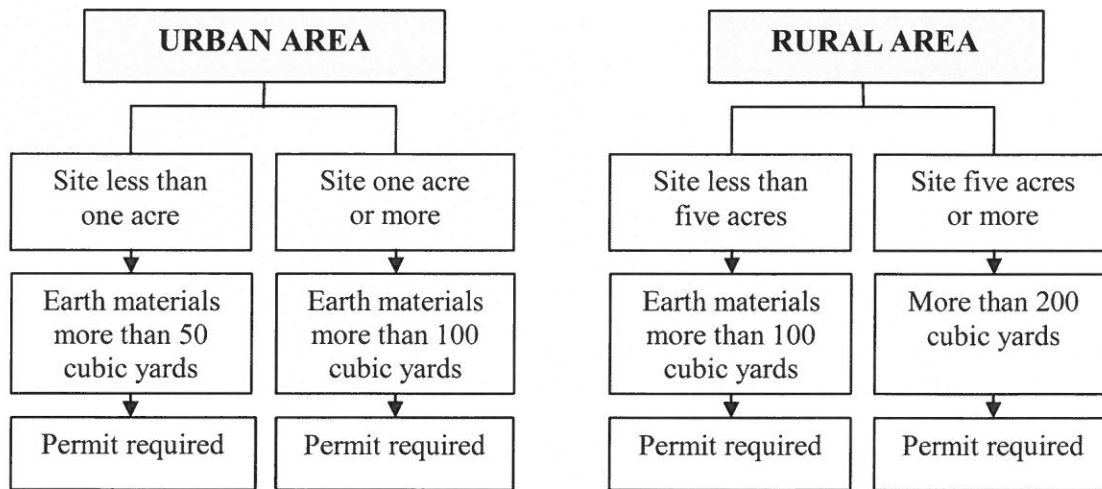 URBAN AREA
Site less than
one acre
Earth materials
more than 50
cubic yards
Permit required
Site one acre
or more
Earth materials
more than 100
cubic yards
Permit required
RURAL AREA
Site less than
five acres
Earth materials
more than 100
cubic yards
Permit required
Site five acres
or more
More than 200
cubic yards
Permit required